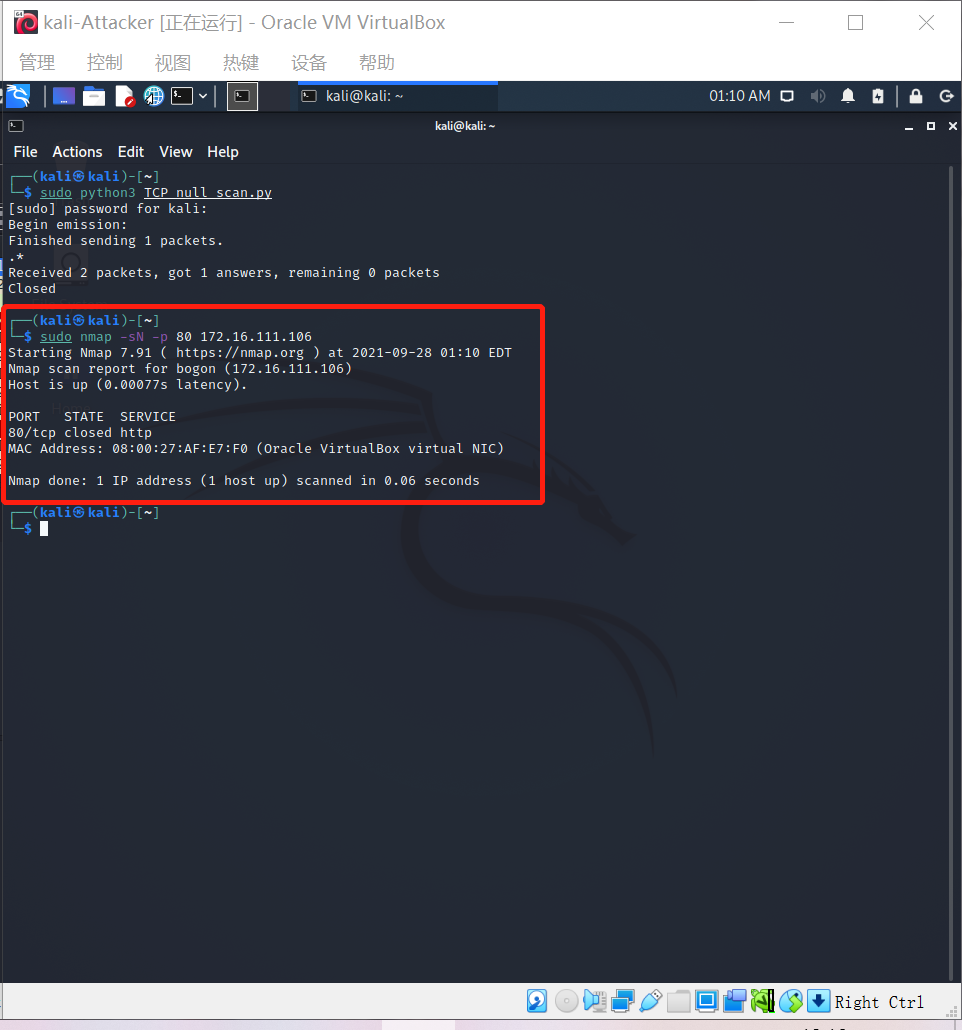 kali-Attacker [正在运行] - Oracle VM VirtualBox
管理 控制 视图 热键 设备 帮助
kali@kali: ~ 01:10 AM
kali@kali: ~
File Actions Edit View Help
┌──(kali㉿kali)-[~]
└─$ sudo python3 TCP_null_scan.py
[sudo] password for kali:
Begin emission:
Finished sending 1 packets.
.*
Received 2 packets, got 1 answers, remaining 0 packets
Closed
┌──(kali㉿kali)-[~]
└─$ sudo nmap -sN -p 80 172.16.111.106
Starting Nmap 7.91 ( https://nmap.org ) at 2021-09-28 01:10 EDT
Nmap scan report for bogon (172.16.111.106)
Host is up (0.00077s latency).
PORT STATE SERVICE
80/tcp closed http
MAC Address: 08:00:27:AF:E7:F0 (Oracle VirtualBox virtual NIC)
Nmap done: 1 IP address (1 host up) scanned in 0.06 seconds
┌──(kali㉿kali)-[~]
└─$
Right Ctrl